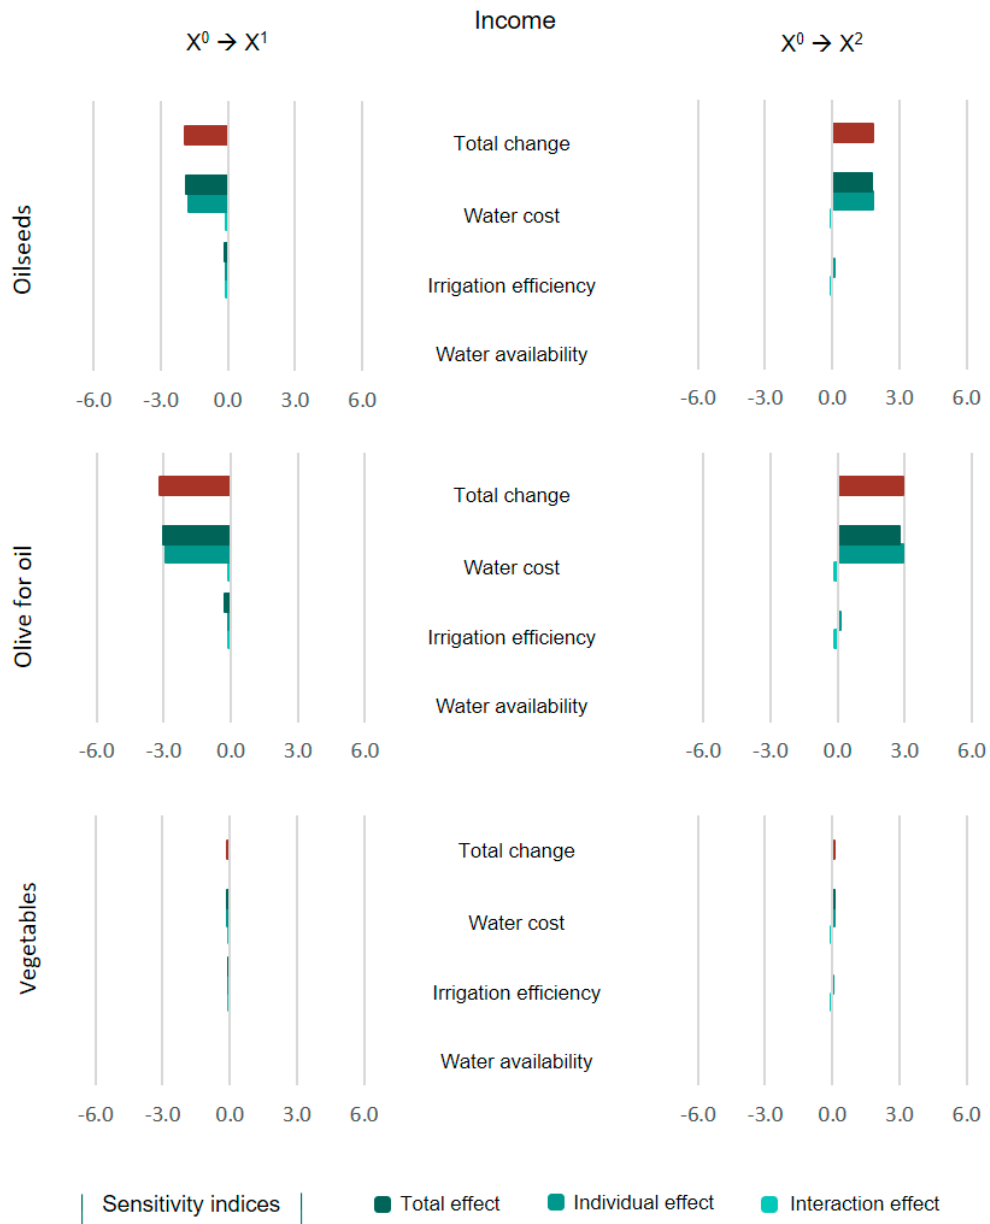 Income
X⁰ → X¹
X⁰ → X²
Oilseeds
Total change
Water cost
Irrigation efficiency
Water availability
-6.0 -3.0 0.0 3.0 6.0
-6.0 -3.0 0.0 3.0 6.0
Olive for oil
Total change
Water cost
Irrigation efficiency
Water availability
-6.0 -3.0 0.0 3.0 6.0
-6.0 -3.0 0.0 3.0 6.0
Vegetables
Total change
Water cost
Irrigation efficiency
Water availability
-6.0 -3.0 0.0 3.0 6.0
-6.0 -3.0 0.0 3.0 6.0
Sensitivity indices Total effect Individual effect Interaction effect